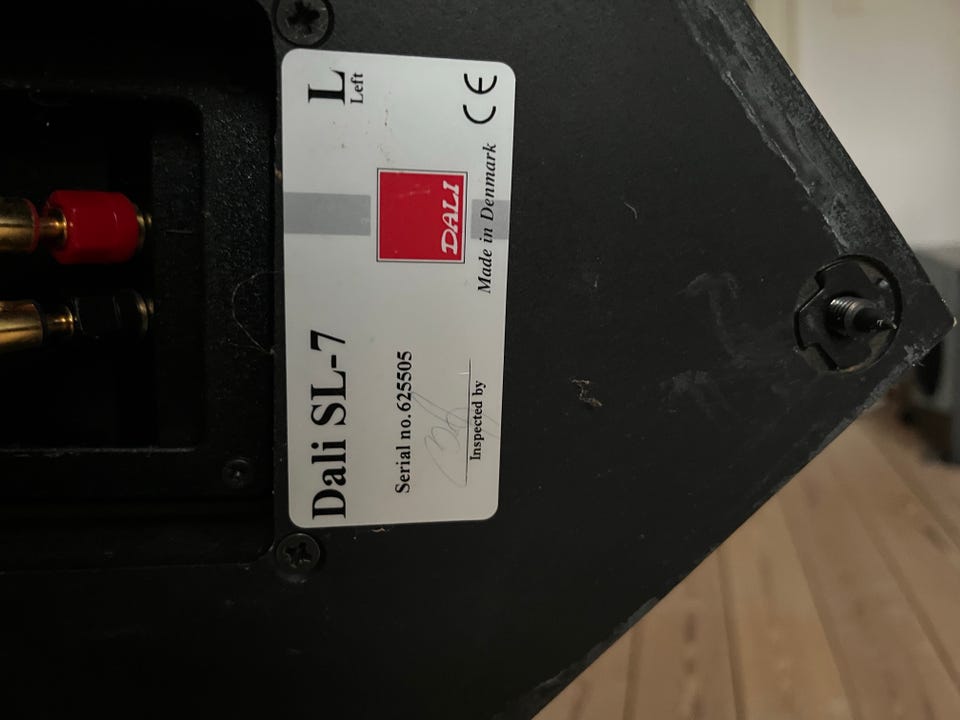 L
Left
CE
DALI
Made in Denmark
Dali SL-7
Serial no. 625505
Inspected by